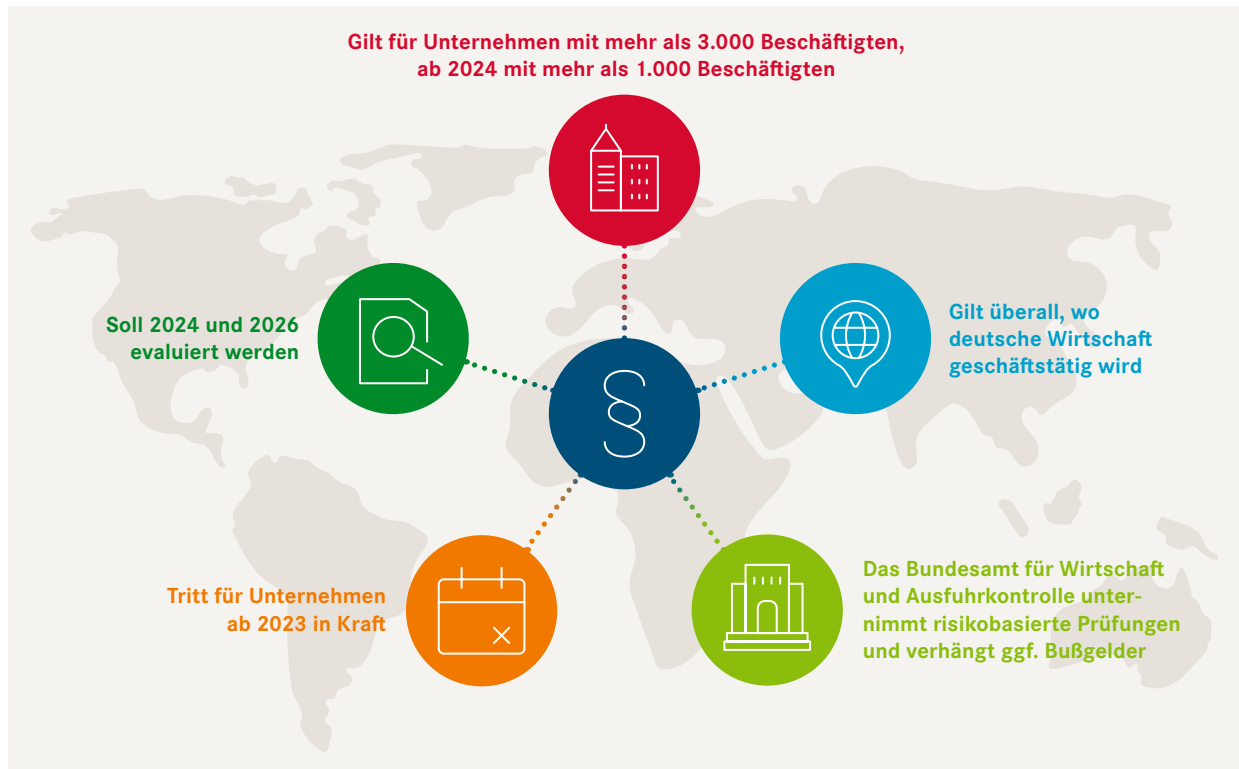 Gilt für Unternehmen mit mehr als 3.000 Beschäftigten,
ab 2024 mit mehr als 1.000 Beschäftigten
Soll 2024 und 2026
evaluiert werden
Gilt überall, wo
deutsche Wirtschaft
geschäftstätig wird
§
Tritt für Unternehmen
ab 2023 in Kraft
Das Bundesamt für Wirtschaft
und Ausfuhrkontrolle unter-
nimmt risikobasierte Prüfungen
und verhängt ggf. Bußgelder